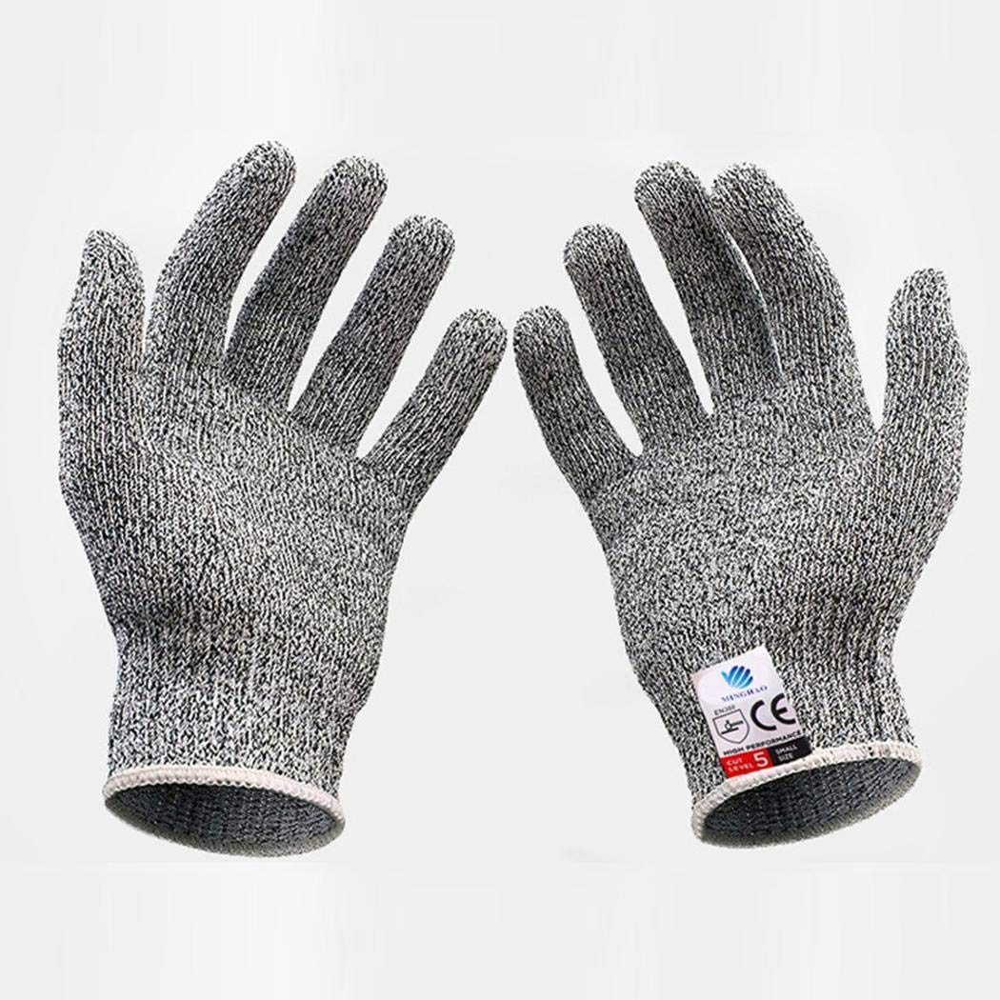 MINGHAO
EN388
CE
HIGH PERFORMANCE
CUT LEVEL 5 SMALL SIZE